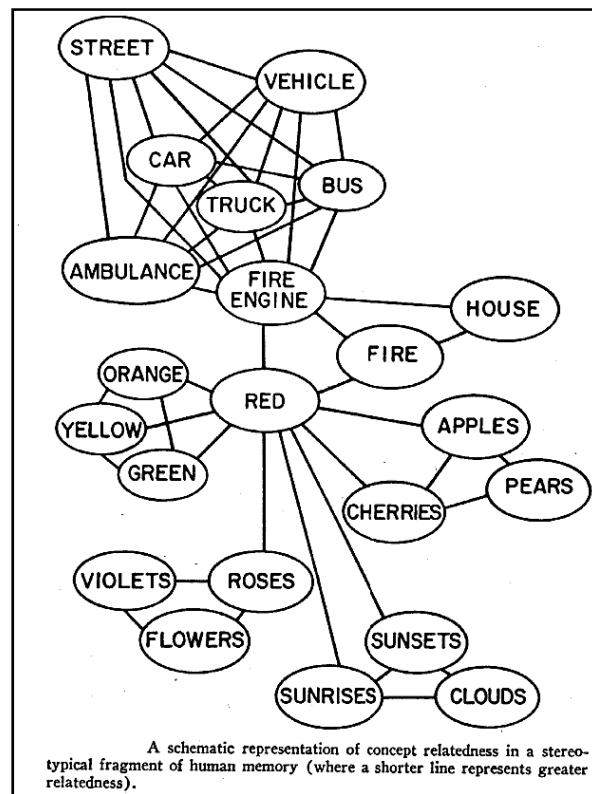 STREET
VEHICLE
CAR
BUS
TRUCK
AMBULANCE
FIRE
ENGINE
HOUSE
FIRE
ORANGE
RED
APPLES
YELLOW
PEARS
GREEN
CHERRIES
VIOLETS
ROSES
FLOWERS
SUNSETS
SUNRISES
CLOUDS
A schematic representation of concept relatedness in a stereo-
typical fragment of human memory (where a shorter line represents greater
relatedness).